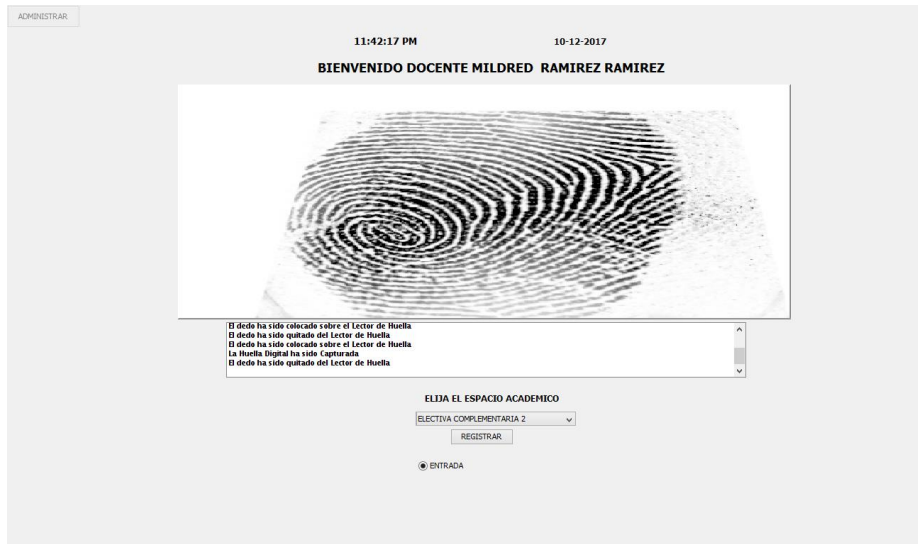 ADMINISTRAR
11:42:17 PM 10-12-2017
BIENVENIDO DOCENTE MILDRED RAMIREZ RAMIREZ
El dedo ha sido colocado sobre el Lector de Huella
El dedo ha sido quitado del Lector de Huella
El dedo ha sido colocado sobre el Lector de Huella
La Huella Digital ha sido Capturada
El dedo ha sido quitado del Lector de Huella
ELIJA EL ESPACIO ACADEMICO
ELECTIVA COMPLEMENTARIA 2
REGISTRAR
ENTRADA